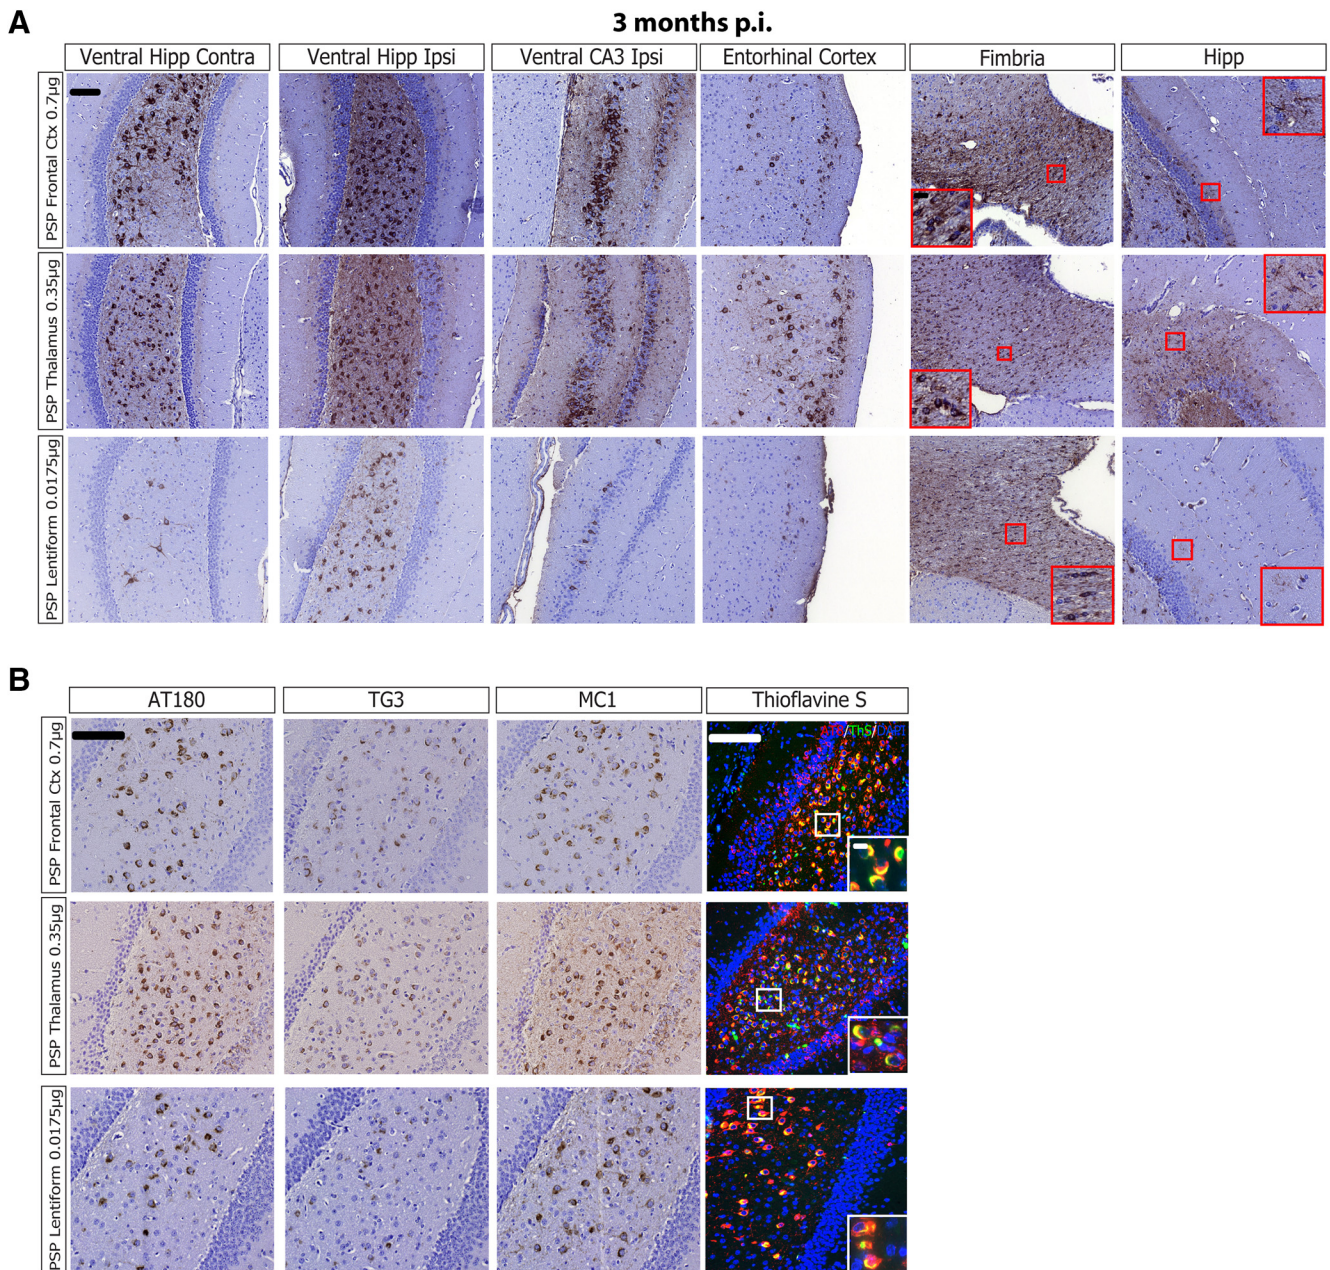 A
3 months p.i.
Ventral Hipp Contra
Ventral Hipp Ipsi
Ventral CA3 Ipsi
Entorhinal Cortex
Fimbria
Hipp
PSP Frontal Ctx 0.7µg
PSP Thalamus 0.35µg
PSP Lentiform 0.0175µg
B
AT180
TG3
MC1
Thioflavine S
PSP Frontal Ctx 0.7µg
/ThS/DAPI
PSP Thalamus 0.35µg
PSP Lentiform 0.0175µg